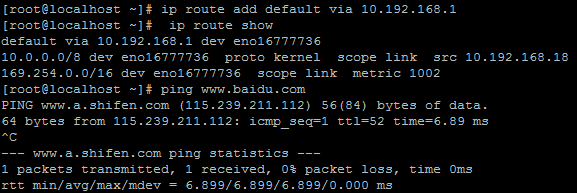 [root@localhost ~]# ip route add default via 10.192.168.1
[root@localhost ~]#  ip route show
default via 10.192.168.1 dev eno16777736
10.0.0.0/8 dev eno16777736  proto kernel  scope link  src 10.192.168.18
169.254.0.0/16 dev eno16777736  scope link  metric 1002
[root@localhost ~]# ping www.baidu.com
PING www.a.shifen.com (115.239.211.112) 56(84) bytes of data.
64 bytes from 115.239.211.112: icmp_seq=1 ttl=52 time=6.89 ms
^C
--- www.a.shifen.com ping statistics ---
1 packets transmitted, 1 received, 0% packet loss, time 0ms
rtt min/avg/max/mdev = 6.899/6.899/6.899/0.000 ms